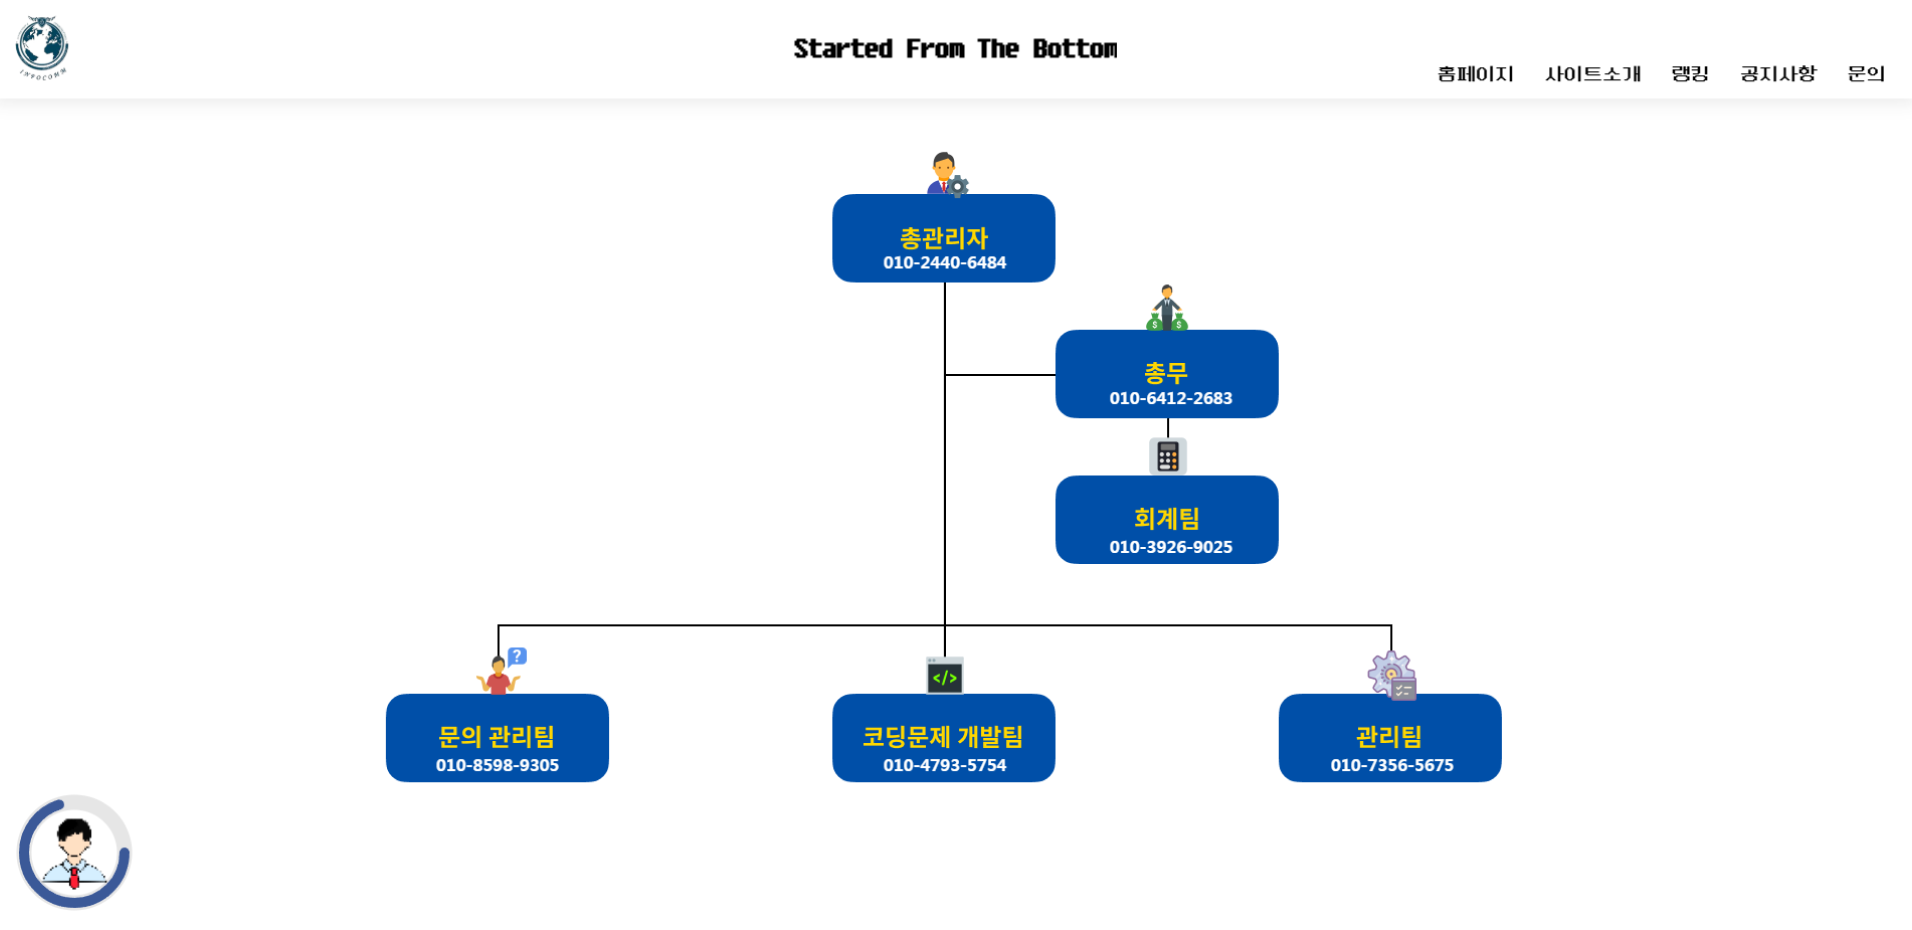 INFOCOMM
Started From The Bottom
홈페이지 사이트소개 랭킹 공지사항 문의
총관리자
010-2440-6484
총무
010-6412-2683
회계팀
010-3926-9025
문의 관리팀
010-8598-9305
코딩문제 개발팀
010-4793-5754
관리팀
010-7356-5675